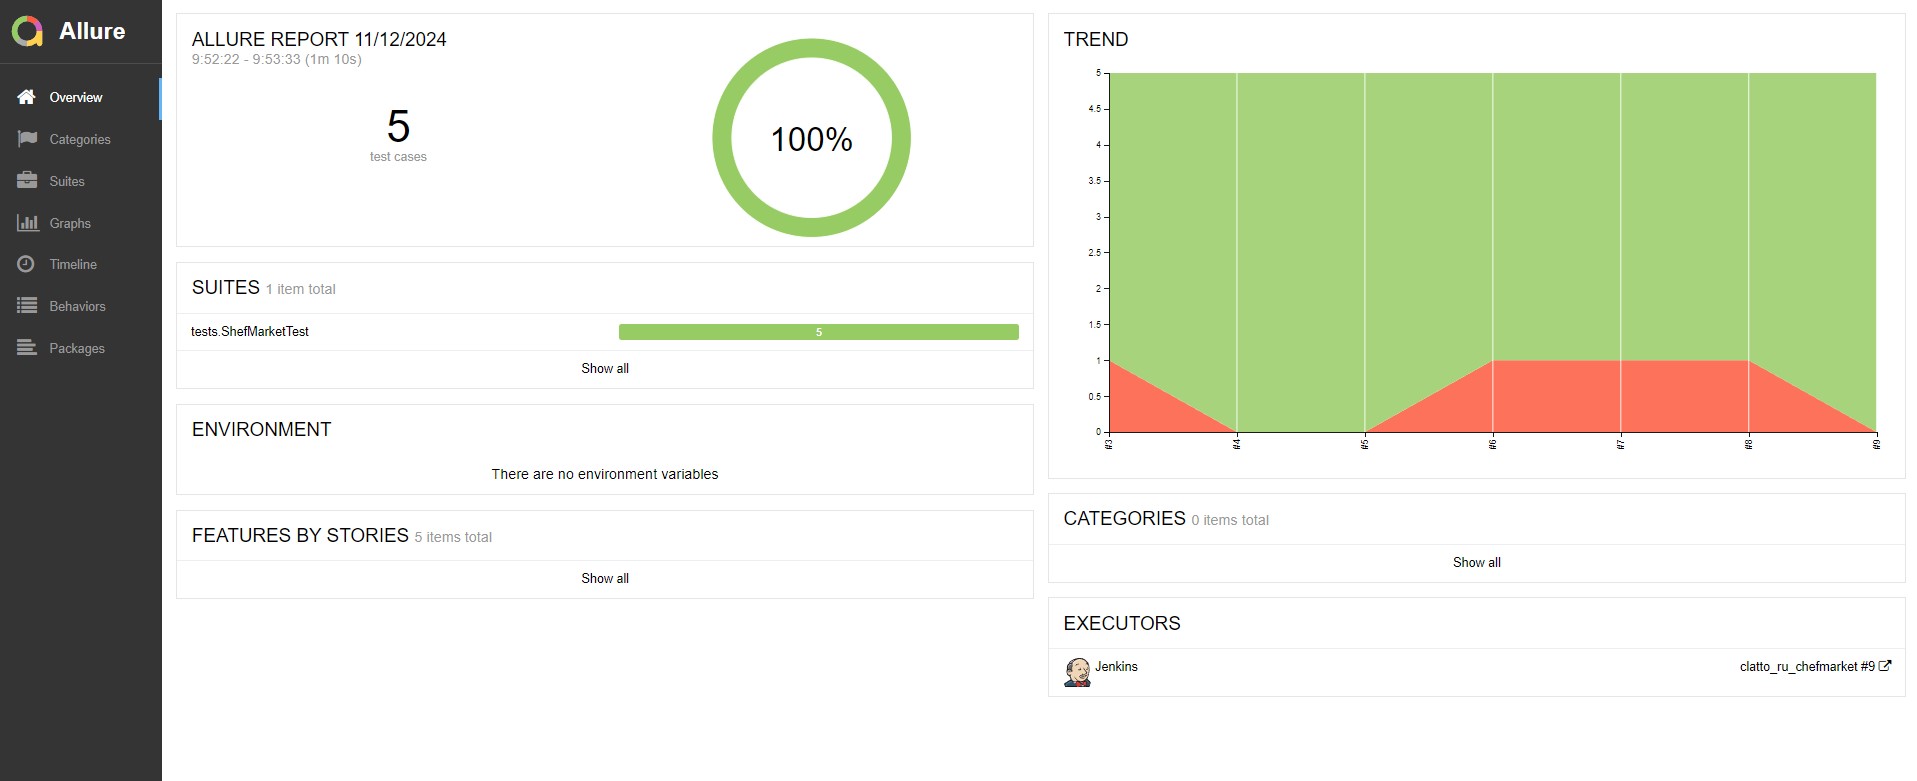 Allure
Overview
Categories
Suites
Graphs
Timeline
Behaviors
Packages
ALLURE REPORT 11/12/2024
9:52:22 - 9:53:33 (1m 10s)
5
test cases
100%
SUITES 1 item total
tests.ShefMarketTest 5
Show all
ENVIRONMENT
There are no environment variables
FEATURES BY STORIES 5 items total
Show all
TREND
5
4.5
4
3.5
3
2.5
2
1.5
1
0.5
0
#3 #4 #5 #6 #7 #8 #9
CATEGORIES 0 items total
Show all
EXECUTORS
Jenkins clatto_ru_chefmarket #9